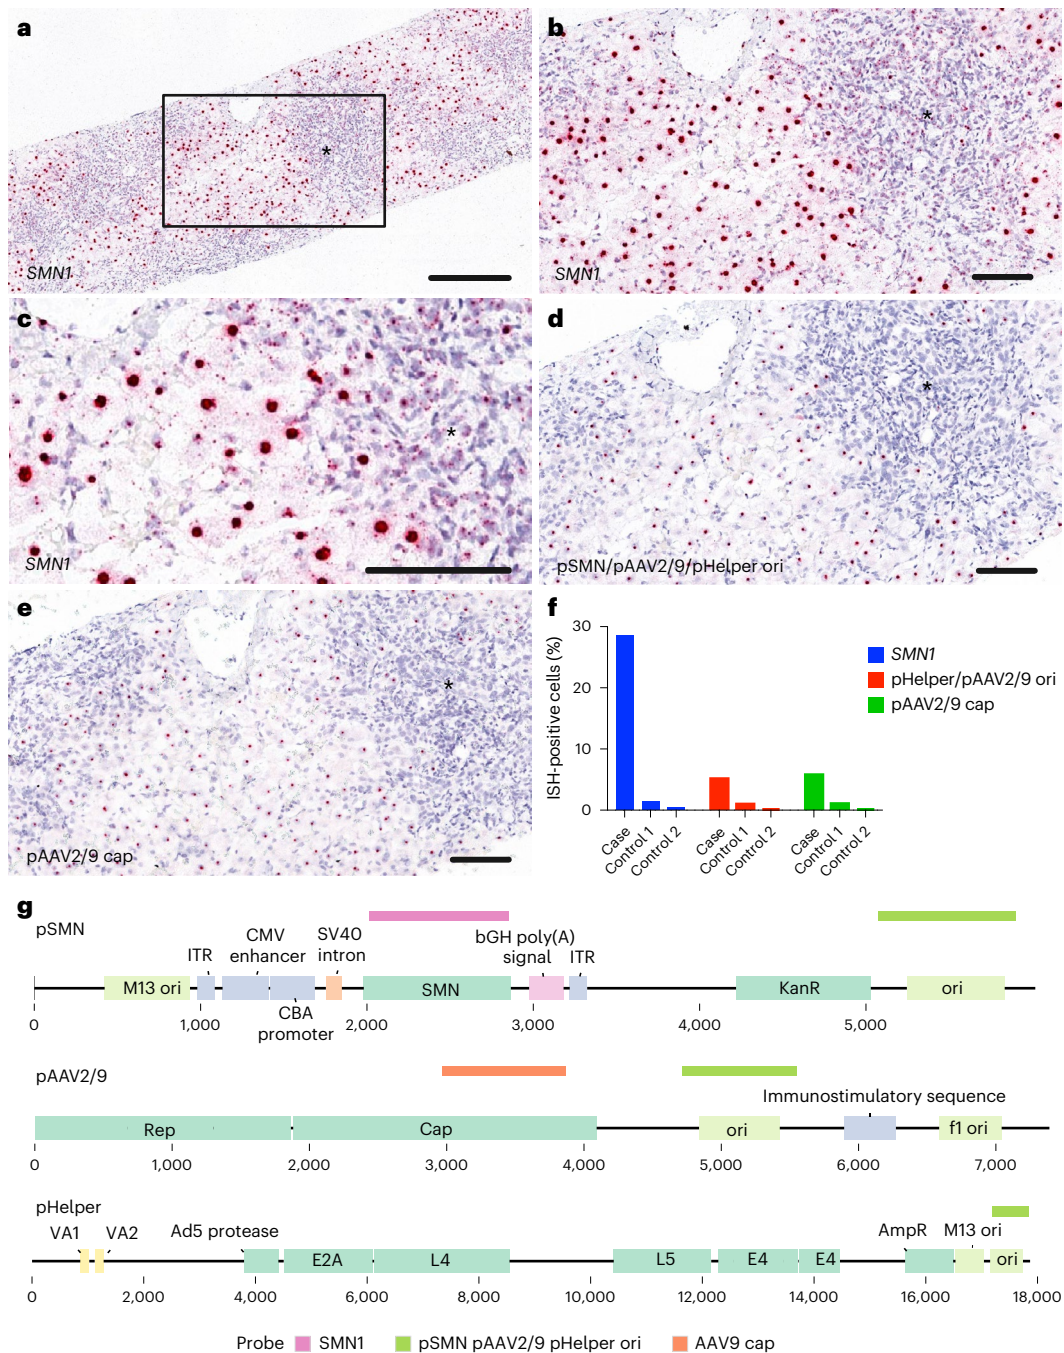 a
*
SMN1
b
*
SMN1
c
*
SMN1
d
*
pSMN/pAAV2/9/pHelper ori
e
*
pAAV2/9 cap
f
ISH-positive cells (%)
30
20
10
0
Case
Control 1
Control 2
Case
Control 1
Control 2
Case
Control 1
Control 2
SMN1
pHelper/pAAV2/9 ori
pAAV2/9 cap
g
pSMN
ITR
CMV enhancer
SV40 intron
bGH poly(A) signal
ITR
M13 ori
SMN
KanR
ori
CBA promoter
0
1,000
2,000
3,000
4,000
5,000
pAAV2/9
Immunostimulatory sequence
Rep
Cap
ori
f1 ori
0
1,000
2,000
3,000
4,000
5,000
6,000
7,000
pHelper
VA1
VA2
Ad5 protease
AmpR
M13 ori
E2A
L4
L5
E4
E4
ori
0
2,000
4,000
6,000
8,000
10,000
12,000
14,000
16,000
18,000
Probe
SMN1
pSMN pAAV2/9 pHelper ori
AAV9 cap